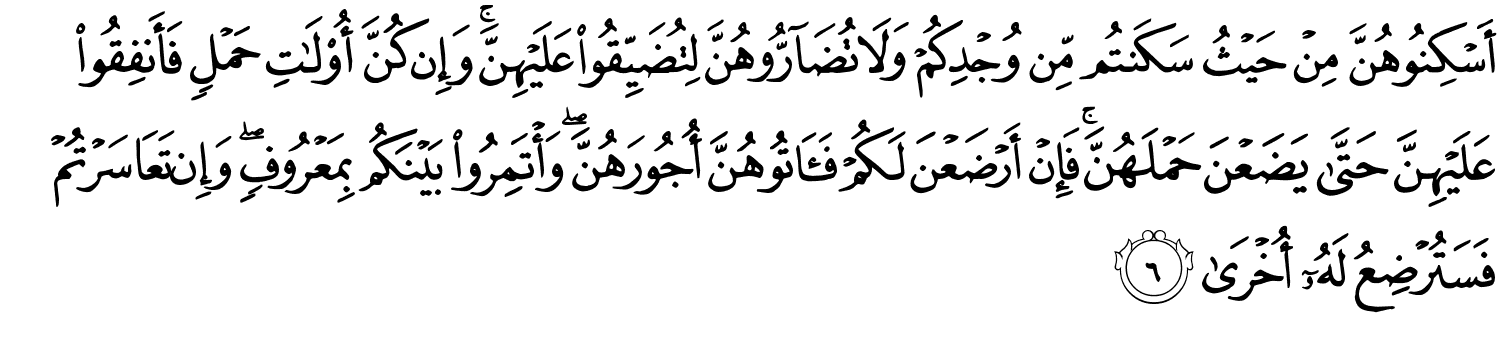 أَسْكِنُوهُنَّ مِنْ حَيْثُ سَكَنتُم مِّن وُجْدِكُمْ وَلَا تُضَآرُّوهُنَّ لِتُضَيِّقُوا۟ عَلَيْهِنَّ ۚ وَإِن كُنَّ أُو۟لَـٰتِ حَمْلٍ فَأَنفِقُوا۟
عَلَيْهِنَّ حَتَّىٰ يَضَعْنَ حَمْلَهُنَّ ۚ فَإِنْ أَرْضَعْنَ لَكُمْ فَـَٔاتُوهُنَّ أُجُورَهُنَّ ۖ وَأْتَمِرُوا۟ بَيْنَكُم بِمَعْرُوفٍ ۖ وَإِن تَعَاسَرْتُمْ
فَسَتُرْضِعُ لَهُۥٓ أُخْرَىٰ ٦